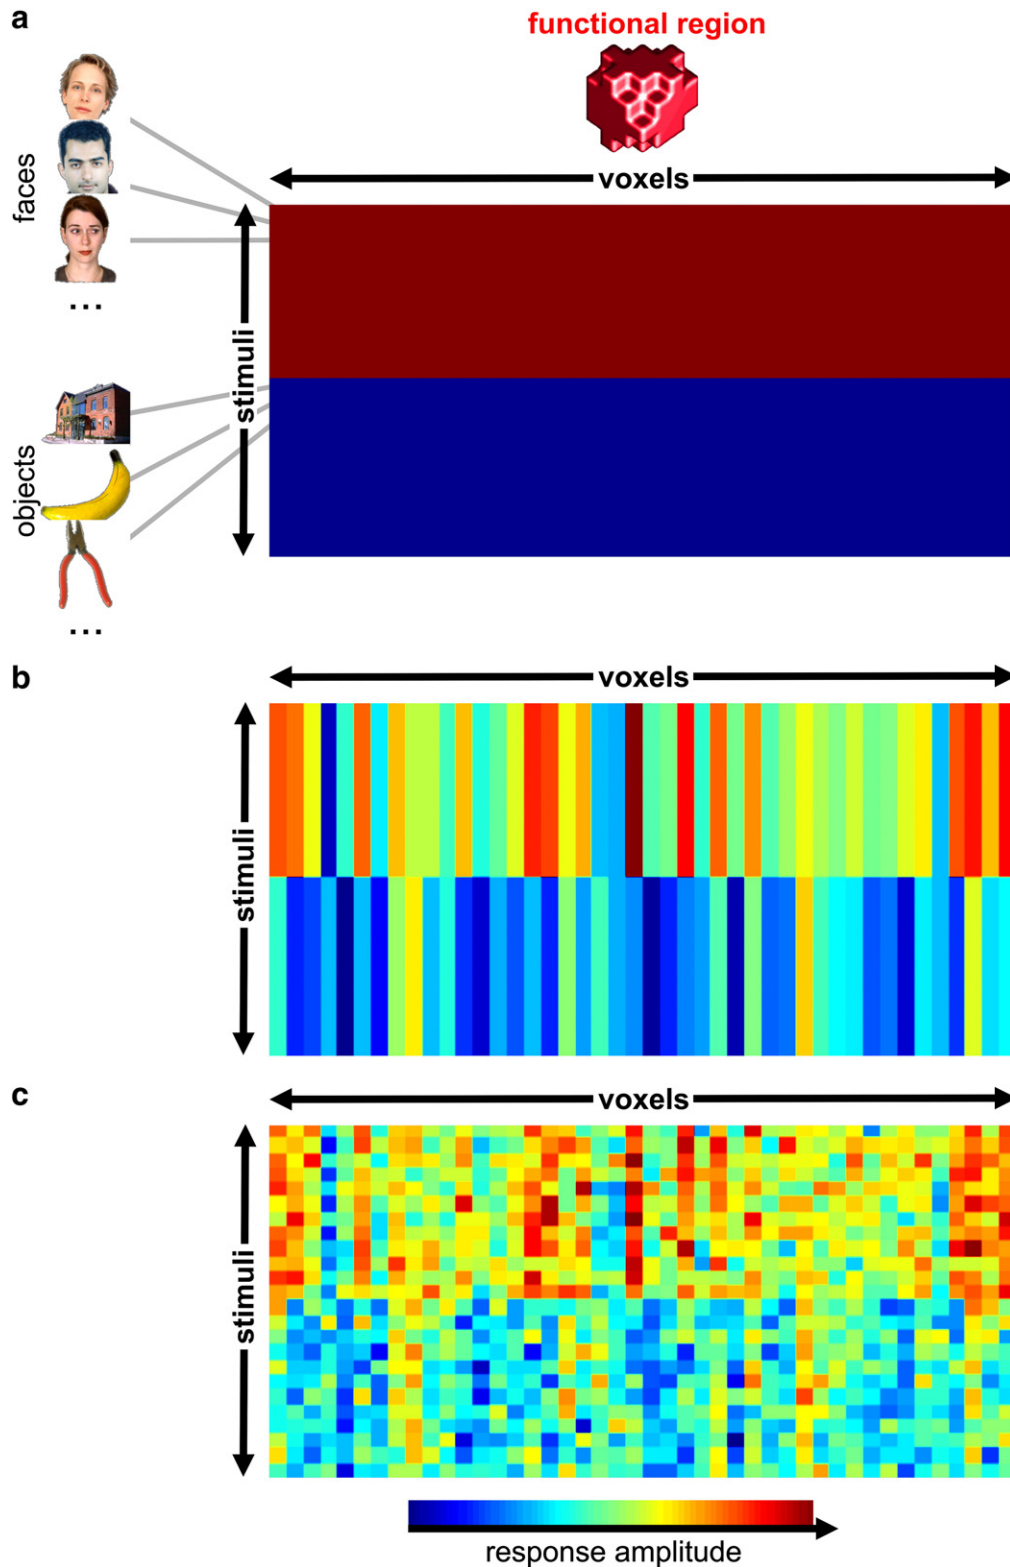 a
functional region
voxels
faces
...
stimuli
objects
...
b
voxels
stimuli
c
voxels
stimuli
response amplitude